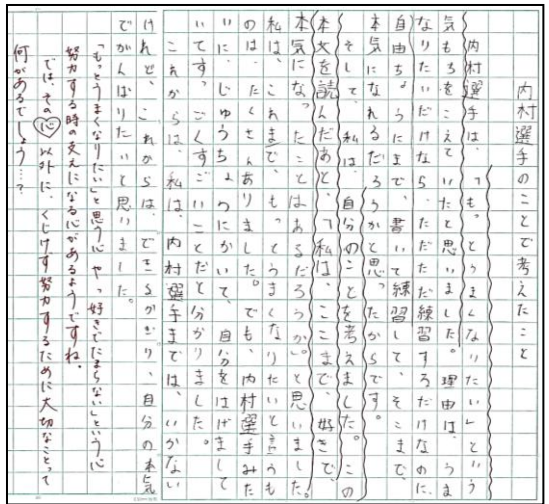 内村選手のことで考えたこと
内村選手は、「もっとうまくなりたい」という
気もちをこえていたと思いました。理由は、うま
くなりたいだけなら、ただただ練習するだけなのに、
自由ちょうにまで、書いて練習して、そこまで、
本気になれるだろうかと思ったからです。
そして、私は、自分のことを考えました。この
本文を読んだあと、「私は、ここまで、好きで、
本気になったことはあるだろうか。」と思いました。
私は、これまで、もっとうまくなりたいと言うも
のは、じゅうさんありました。でも、内村選手みた
いに、じゆうちょうにかいて、自分をはげまして
いてす。ごくすごいことだと分かりました。
これからは、私は、内村選手までは、いかない
けれど、これからは、できるかぎり、自分の本気
でがんばりたいと思いました。
「もっとうまくなりたい」と思う心や「好きでたまらない」という心
努力する時の支えになる心があるようですね。
では、その心以外に、くじけず努力するために大切なことって
何があるでしょう…？